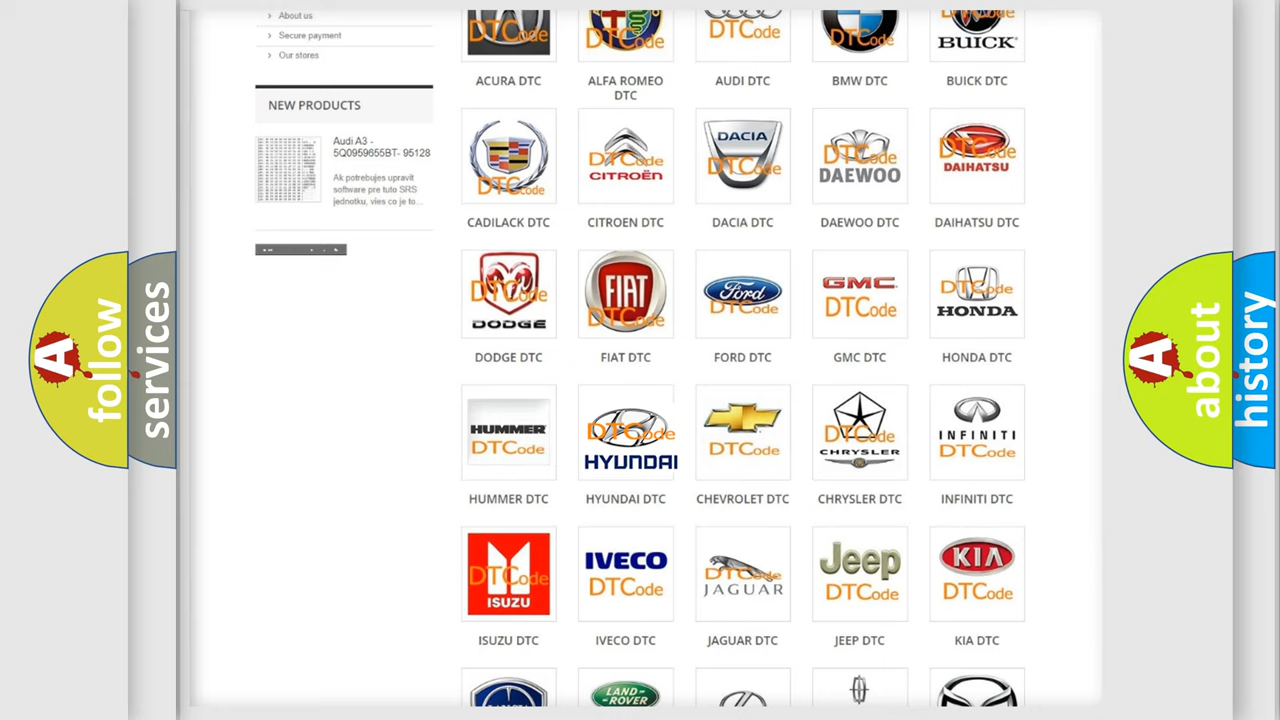 About us
Secure payment
Our stores
NEW PRODUCTS
Audi A3 -
5Q0959655BT- 95128
Ak potrebujes upravit
software pre tuto SRS
jednotku, vies co je to...
DTCode DTCode DTCode DTCode BUICK
ACURA DTC ALFA ROMEO DTC AUDI DTC BMW DTC BUICK DTC
DTCode DTCode CITROËN DACIA DTCode DTCode DAEWOO DTCode DAIHATSU
CADILACK DTC CITROEN DTC DACIA DTC DAEWOO DTC DAIHATSU DTC
DTCode DODGE FIAT DTCode Ford DTCode GMC DTCode DTCode HONDA
DODGE DTC FIAT DTC FORD DTC GMC DTC HONDA DTC
HUMMER DTCode DTCode HYUNDAI DTCode DTCode CHRYSLER INFINITI DTCode
HUMMER DTC HYUNDAI DTC CHEVROLET DTC CHRYSLER DTC INFINITI DTC
DTCode ISUZU IVECO DTCode DTCode JAGUAR Jeep DTCode KIA DTCode
ISUZU DTC IVECO DTC JAGUAR DTC JEEP DTC KIA DTC
LAND-
ROVER
A follow
services
A about
history